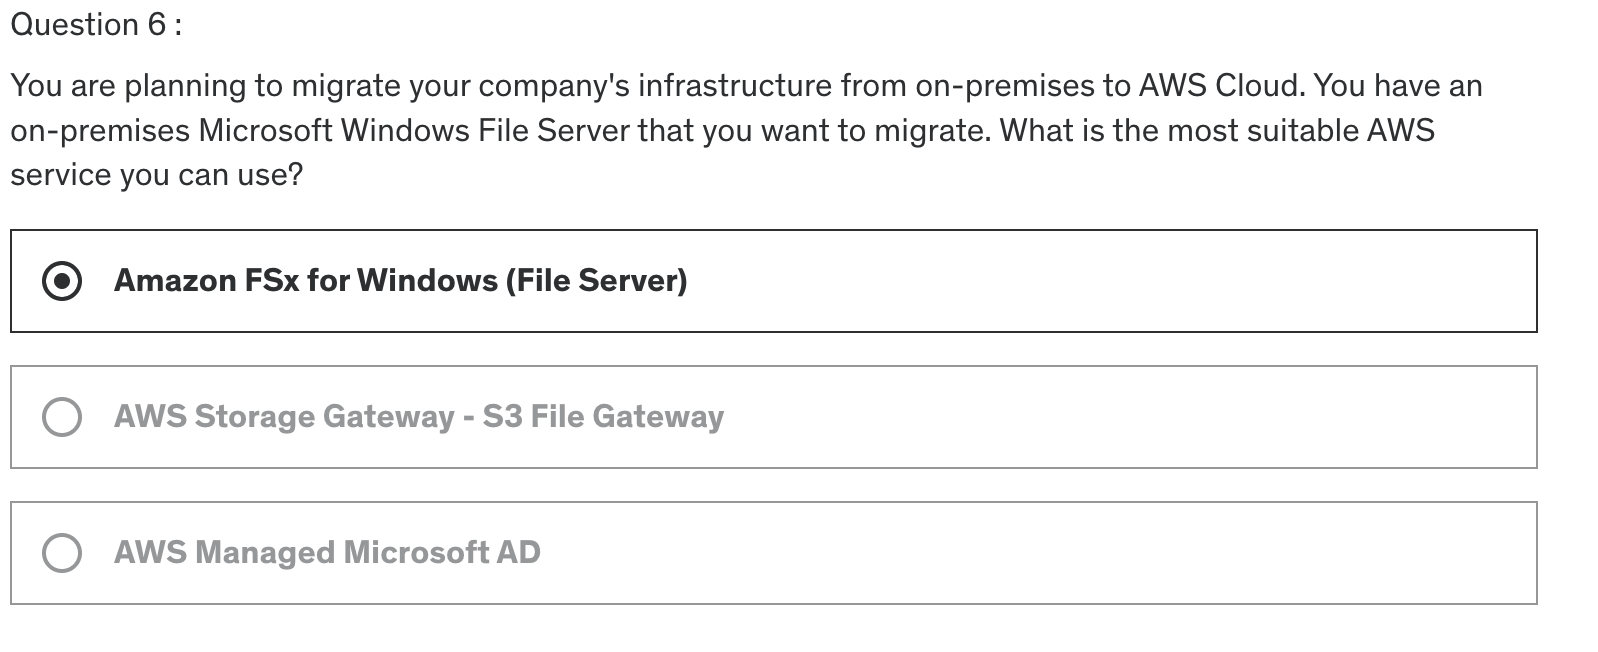 Question 6 :
You are planning to migrate your company's infrastructure from on-premises to AWS Cloud. You have an
on-premises Microsoft Windows File Server that you want to migrate. What is the most suitable AWS
service you can use?
Amazon FSx for Windows (File Server)
AWS Storage Gateway - S3 File Gateway
AWS Managed Microsoft AD